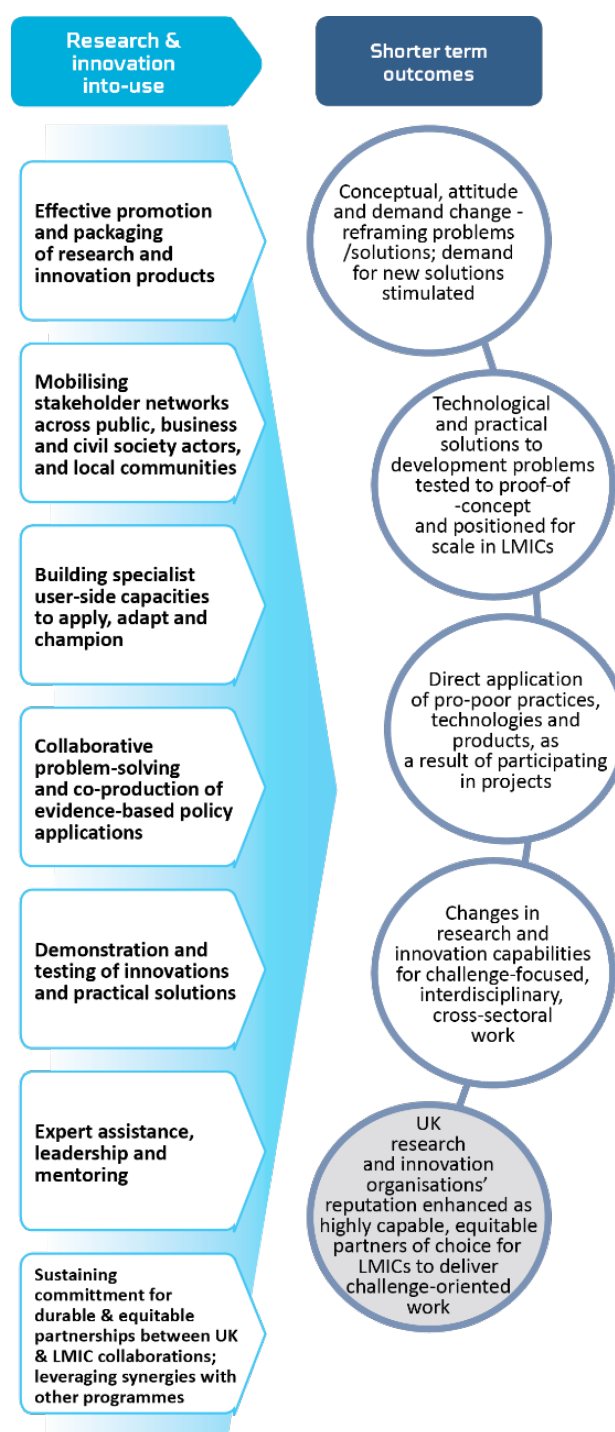 Research &
innovation
into-use
Effective promotion
and packaging
of research and
innovation products
Mobilising
stakeholder networks
across public, business
and civil society actors,
and local communities
Building specialist
user-side capacities
to apply, adapt and
champion
Collaborative
problem-solving
and co-production of
evidence-based policy
applications
Demonstration and
testing of innovations
and practical solutions
Expert assistance,
leadership and
mentoring
Sustaining
committment for
durable & equitable
partnerships between UK
& LMIC collaborations;
leveraging synergies with
other programmes
Shorter term
outcomes
Conceptual, attitude
and demand change -
reframing problems
/solutions; demand
for new solutions
stimulated
Technological
and practical
solutions to
development problems
tested to proof-of
-concept
and positioned for
scale in LMICs
Direct application
of pro-poor practices,
technologies and
products, as
a result of participating
in projects
Changes in
research and
innovation capabilities
for challenge-focused,
interdisciplinary,
cross-sectoral
work
UK
research
and innovation
organisations’
reputation enhanced as
highly capable, equitable
partners of choice for
LMICs to deliver
challenge-oriented
work